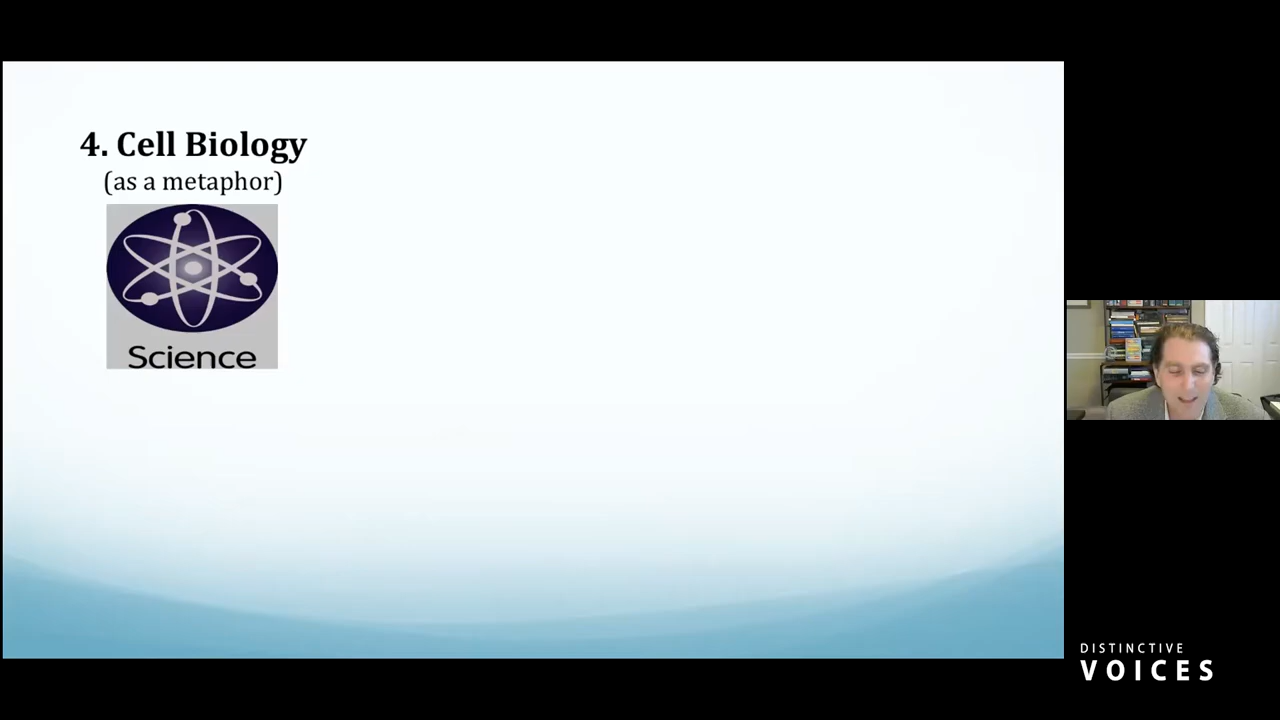 4. Cell Biology
(as a metaphor)
Science
DISTINCTIVE
VOICES